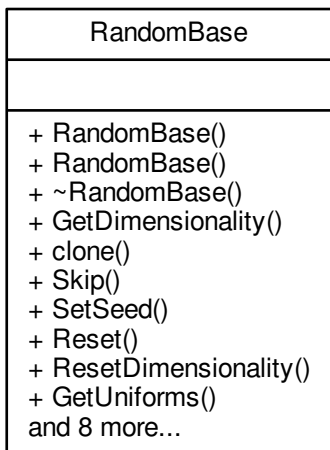 RandomBase
+ RandomBase()
+ RandomBase()
+ ~RandomBase()
+ GetDimensionality()
+ clone()
+ Skip()
+ SetSeed()
+ Reset()
+ ResetDimensionality()
+ GetUniforms()
and 8 more...